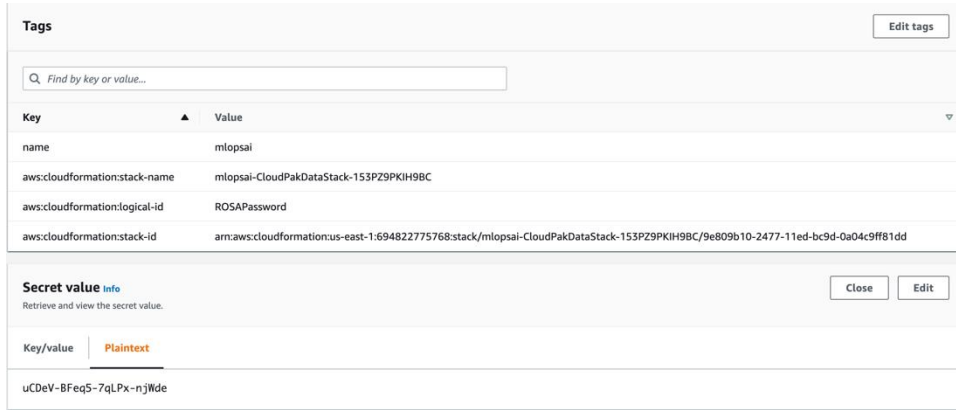 Tags
Edit tags
Find by key or value...
Key Value
name mlopsai
aws:cloudformation:stack-name mlopsai-CloudPakDataStack-153PZ9PKIH9BC
aws:cloudformation:logical-id ROSAPassword
aws:cloudformation:stack-id arn:aws:cloudformation:us-east-1:694822775768:stack/mlopsai-CloudPakDataStack-153PZ9PKIH9BC/9e809b10-2477-11ed-bc9d-0a04c9ff81dd
Secret value Info
Close Edit
Retrieve and view the secret value.
Key/value Plaintext
uCDeV-BFeq5-7qLPx-njWde